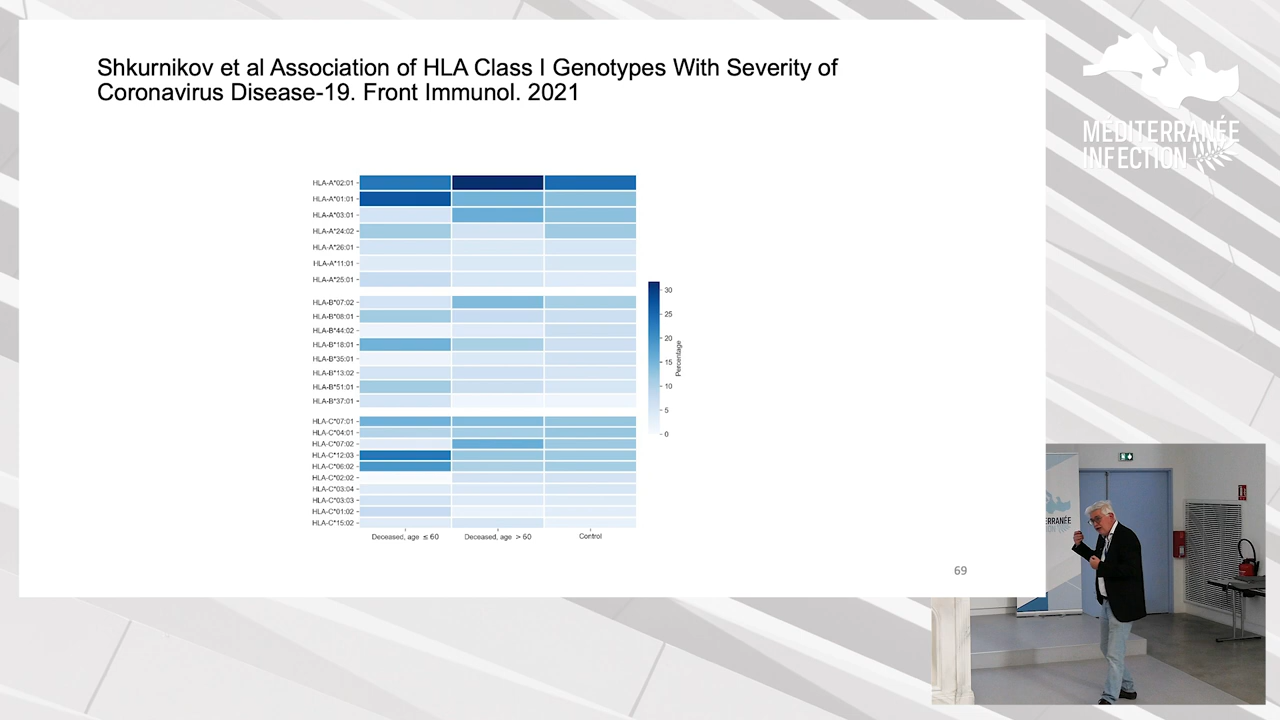 Shkurnikov et al Association of HLA Class I Genotypes With Severity of
Coronavirus Disease-19. Front Immunol. 2021
MÉDITERRANÉE
INFECTION
HLA-A*02:01
HLA-A*01:01
HLA-A*03:01
HLA-A*24:02
HLA-A*26:01
HLA-A*11:01
HLA-A*25:01
HLA-B*07:02
HLA-B*08:01
HLA-B*44:02
HLA-B*18:01
HLA-B*35:01
HLA-B*13:02
HLA-B*51:01
HLA-B*37:01
HLA-C*07:01
HLA-C*04:01
HLA-C*07:02
HLA-C*12:03
HLA-C*06:02
HLA-C*02:02
HLA-C*03:04
HLA-C*03:03
HLA-C*01:02
HLA-C*15:02
Deceased, age ≤ 60
Deceased, age > 60
Control
30
25
20
15
10
5
0
Percentage
69
ERRANÉE